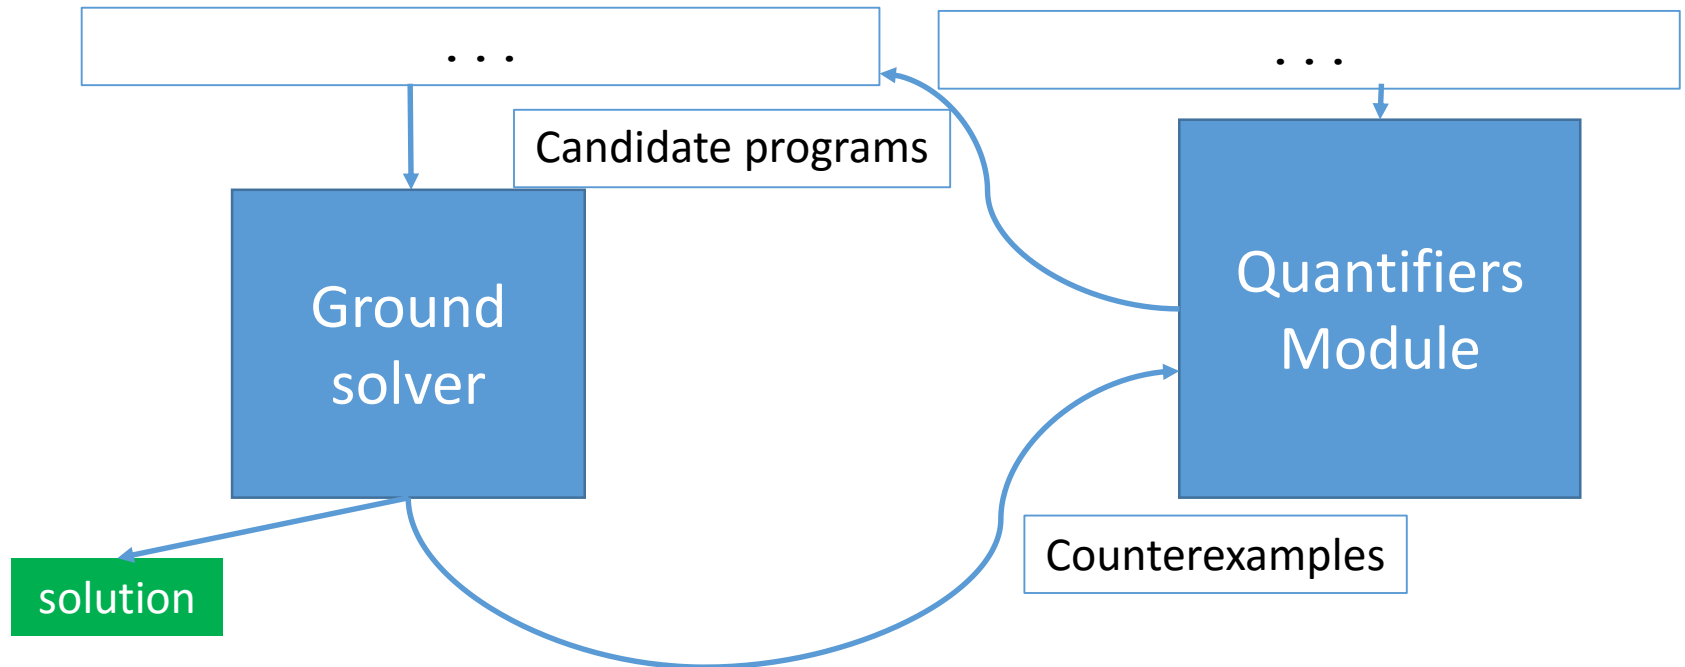 . . .
. . .
Candidate programs
Ground
solver
Quantifiers
Module
Counterexamples
solution